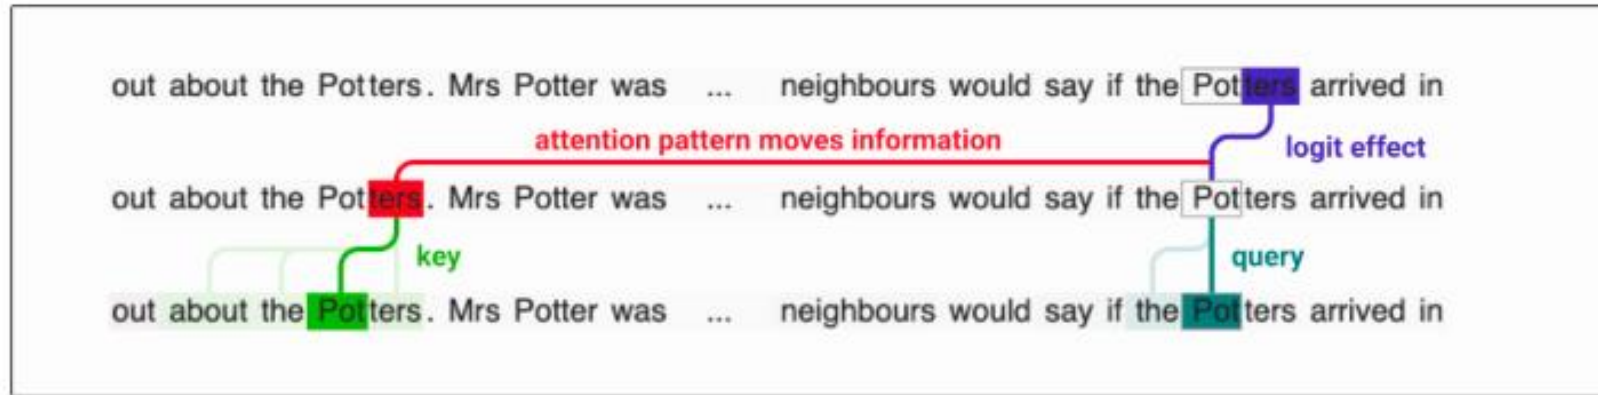 out about the Potters. Mrs Potter was ... neighbours would say if the Potters arrived in
attention pattern moves information
logit effect
out about the Potters. Mrs Potter was ... neighbours would say if the Potters arrived in
key
query
out about the Potters. Mrs Potter was ... neighbours would say if the Potters arrived in